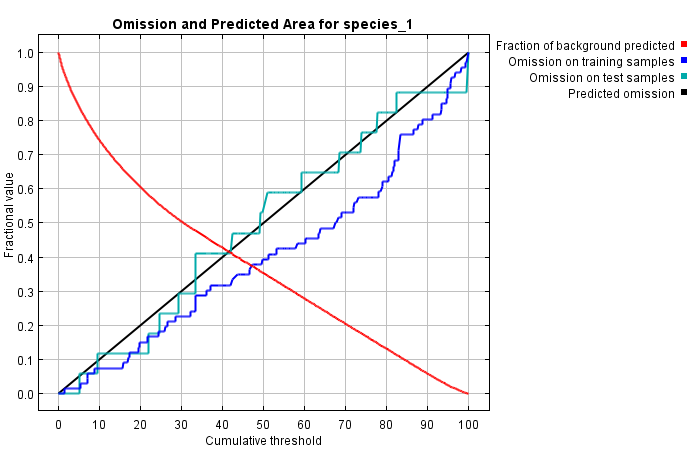 Omission and Predicted Area for species_1
Fraction of background predicted
Omission on training samples
Omission on test samples
Predicted omission
Fractional value
1.0
0.9
0.8
0.7
0.6
0.5
0.4
0.3
0.2
0.1
0.0
0 10 20 30 40 50 60 70 80 90 100
Cumulative threshold